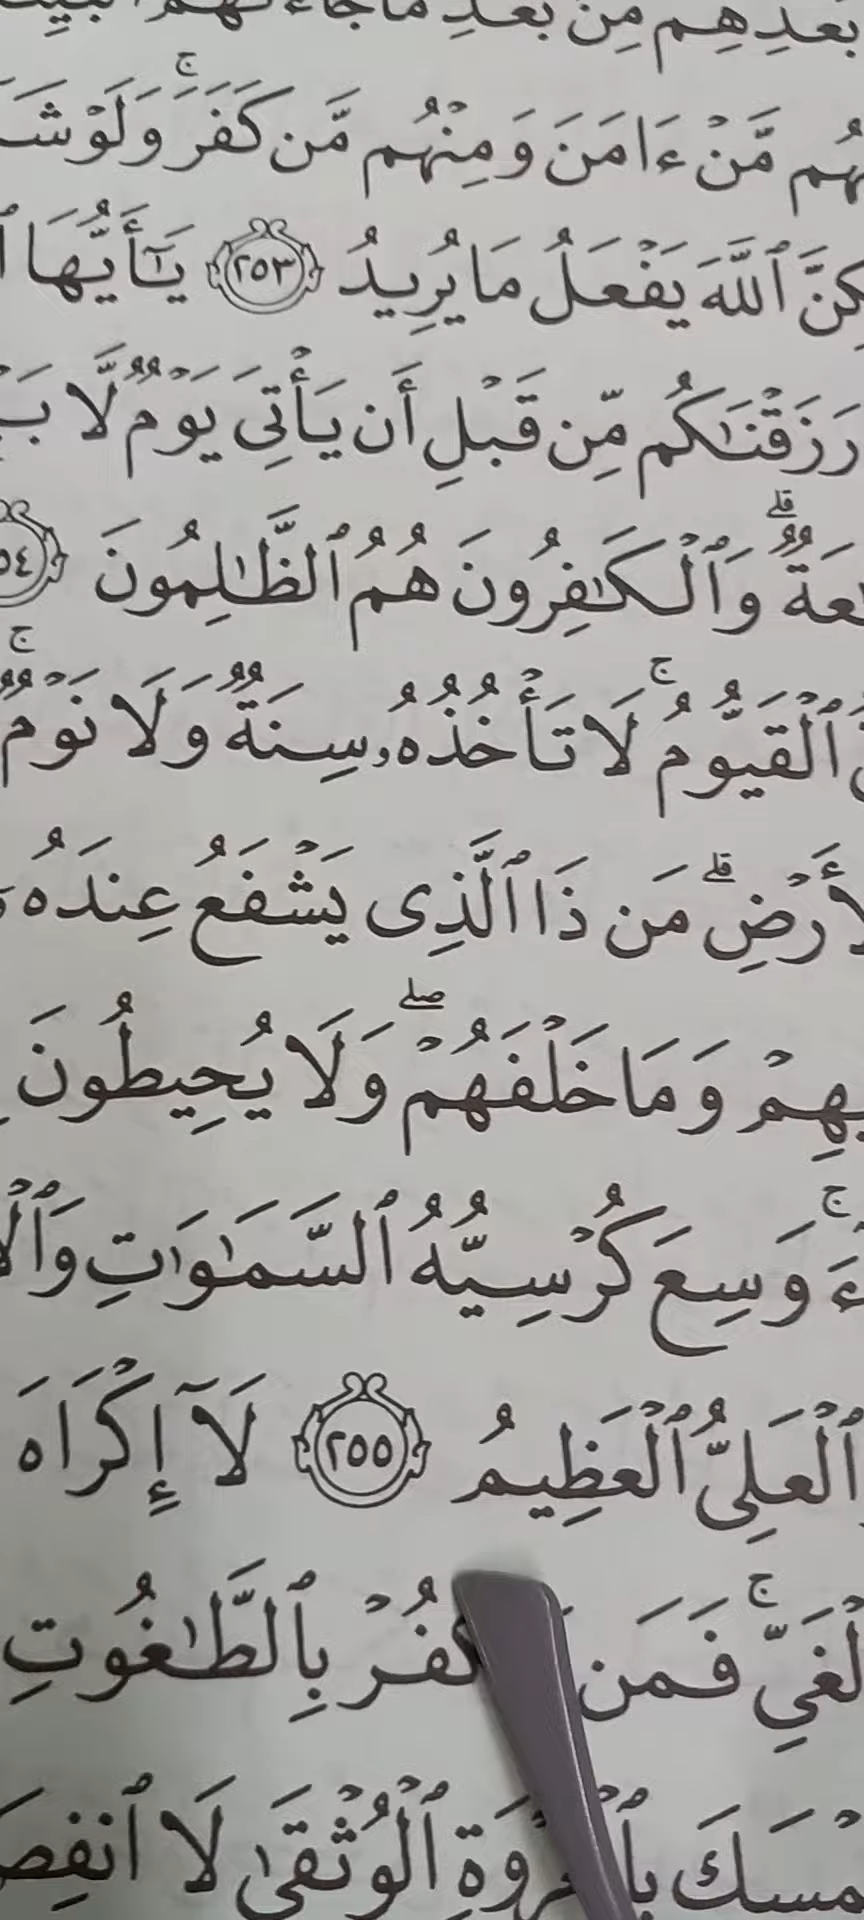 بَعْدِهِم مِّنۢ بَعْدِ مَا جَآءَتْهُمُ
مَّنْ ءَامَنَ وَمِنْهُم مَّن كَفَرَ ۚ وَلَوْ
ٱللَّهَ يَفْعَلُ مَا يُرِيدُ ٢٥٣ يَـٰٓأَيُّهَا
رَزَقْنَـٰكُم مِّن قَبْلِ أَن يَأْتِىَ يَوْمٌ لَّا
وَٱلْكَـٰفِرُونَ هُمُ ٱلظَّـٰلِمُونَ
ٱلْقَيُّومُ ۚ لَا تَأْخُذُهُۥ سِنَةٌ وَلَا نَوْمٌ ۚ
مَن ذَا ٱلَّذِى يَشْفَعُ عِندَهُۥٓ
وَمَا خَلْفَهُمْ ۖ وَلَا يُحِيطُونَ
وَسِعَ كُرْسِيُّهُ ٱلسَّمَـٰوَٰتِ
ٱلْعَلِىُّ ٱلْعَظِيمُ ٢٥٥ لَآ إِكْرَاهَ
ٱلْغَىِّ ۚ فَمَن يَكْفُرْ بِٱلطَّـٰغُوتِ
ٱلْوُثْقَىٰ لَا